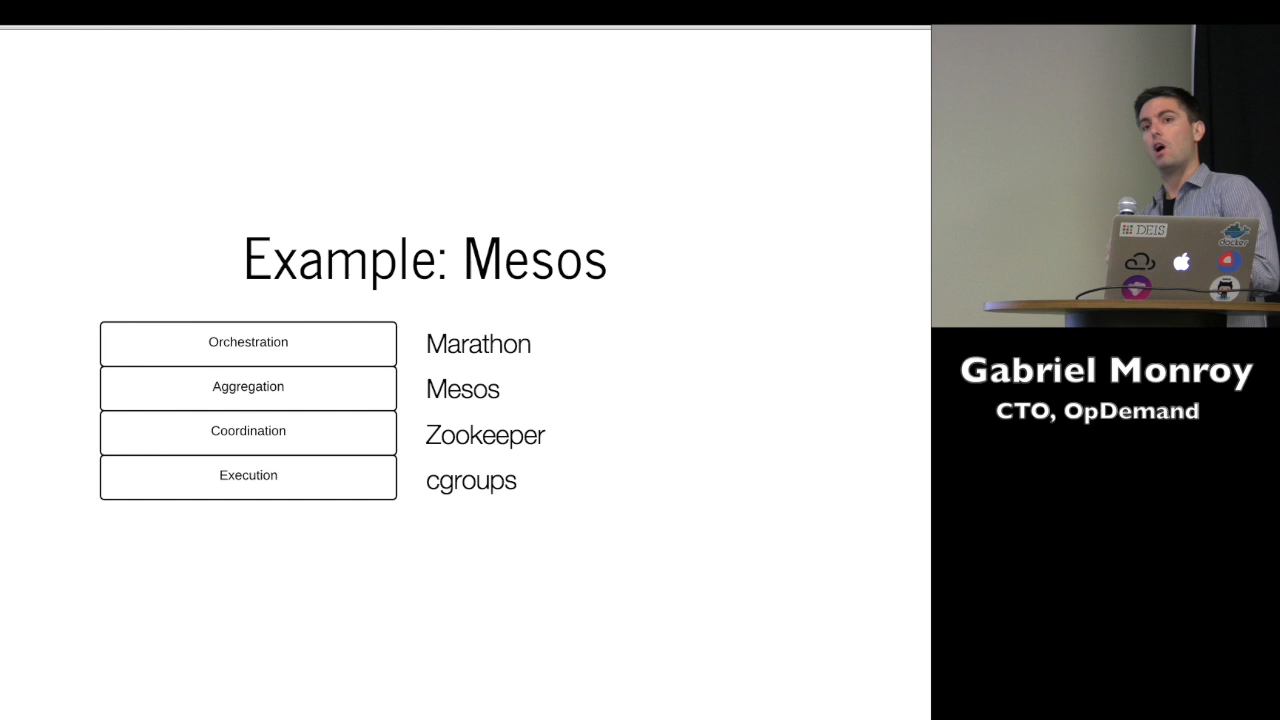 Example: Mesos
Orchestration Marathon
Aggregation Mesos
Coordination Zookeeper
Execution cgroups
DEIS
docker
Gabriel Monroy
CTO, OpDemand